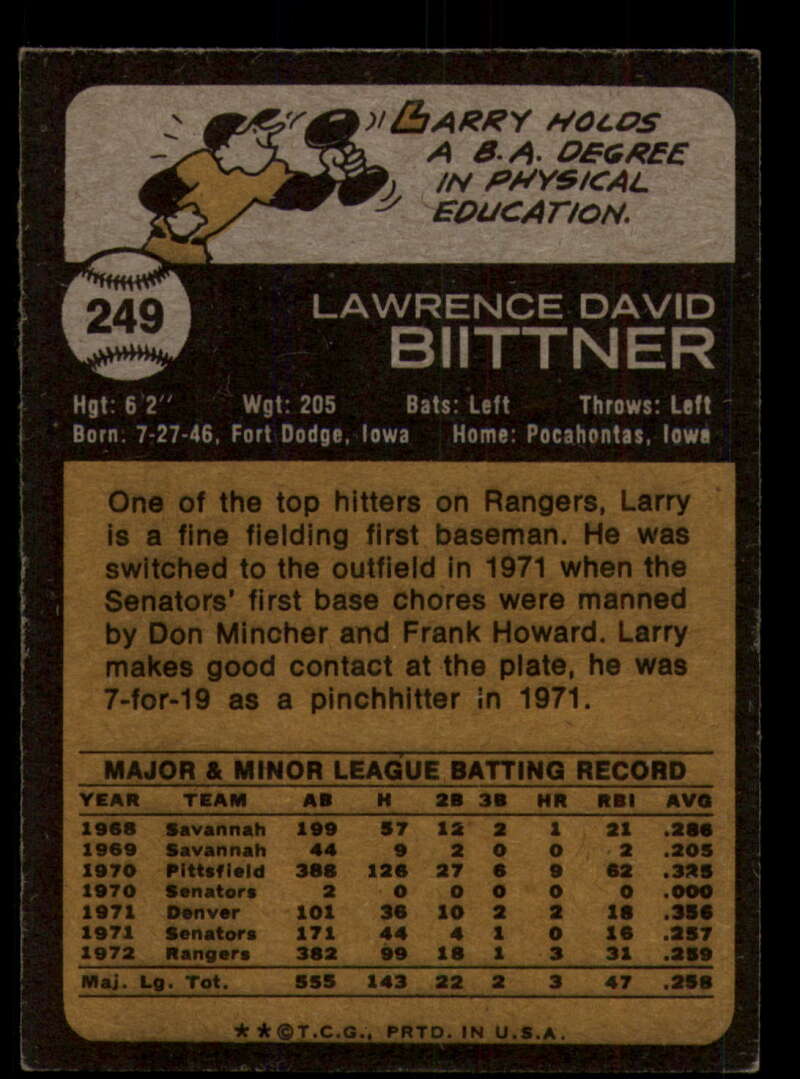 LARRY HOLDS
A B.A. DEGREE
IN PHYSICAL
EDUCATION.
249
LAWRENCE DAVID
BIITTNER
Hgt: 6'2" Wgt: 205 Bats: Left Throws: Left
Born: 7-27-46, Fort Dodge, Iowa Home: Pocahontas, Iowa
One of the top hitters on Rangers, Larry
is a fine fielding first baseman. He was
switched to the outfield in 1971 when the
Senators' first base chores were manned
by Don Mincher and Frank Howard. Larry
makes good contact at the plate, he was
7-for-19 as a pinchhitter in 1971.
MAJOR & MINOR LEAGUE BATTING RECORD
YEAR TEAM AB H 2B 3B HR RBI AVG
1968 Savannah 199 57 12 2 1 21 .286
1969 Savannah 44 9 2 0 0 2 .205
1970 Pittsfield 388 126 27 6 9 62 .325
1970 Senators 2 0 0 0 0 0 .000
1971 Denver 101 36 10 2 2 18 .356
1971 Senators 171 44 4 1 0 16 .257
1972 Rangers 382 99 18 1 3 31 .259
Maj. Lg. Tot. 555 143 22 2 3 47 .258
★★©T.C.G., PRTD. IN U.S.A.